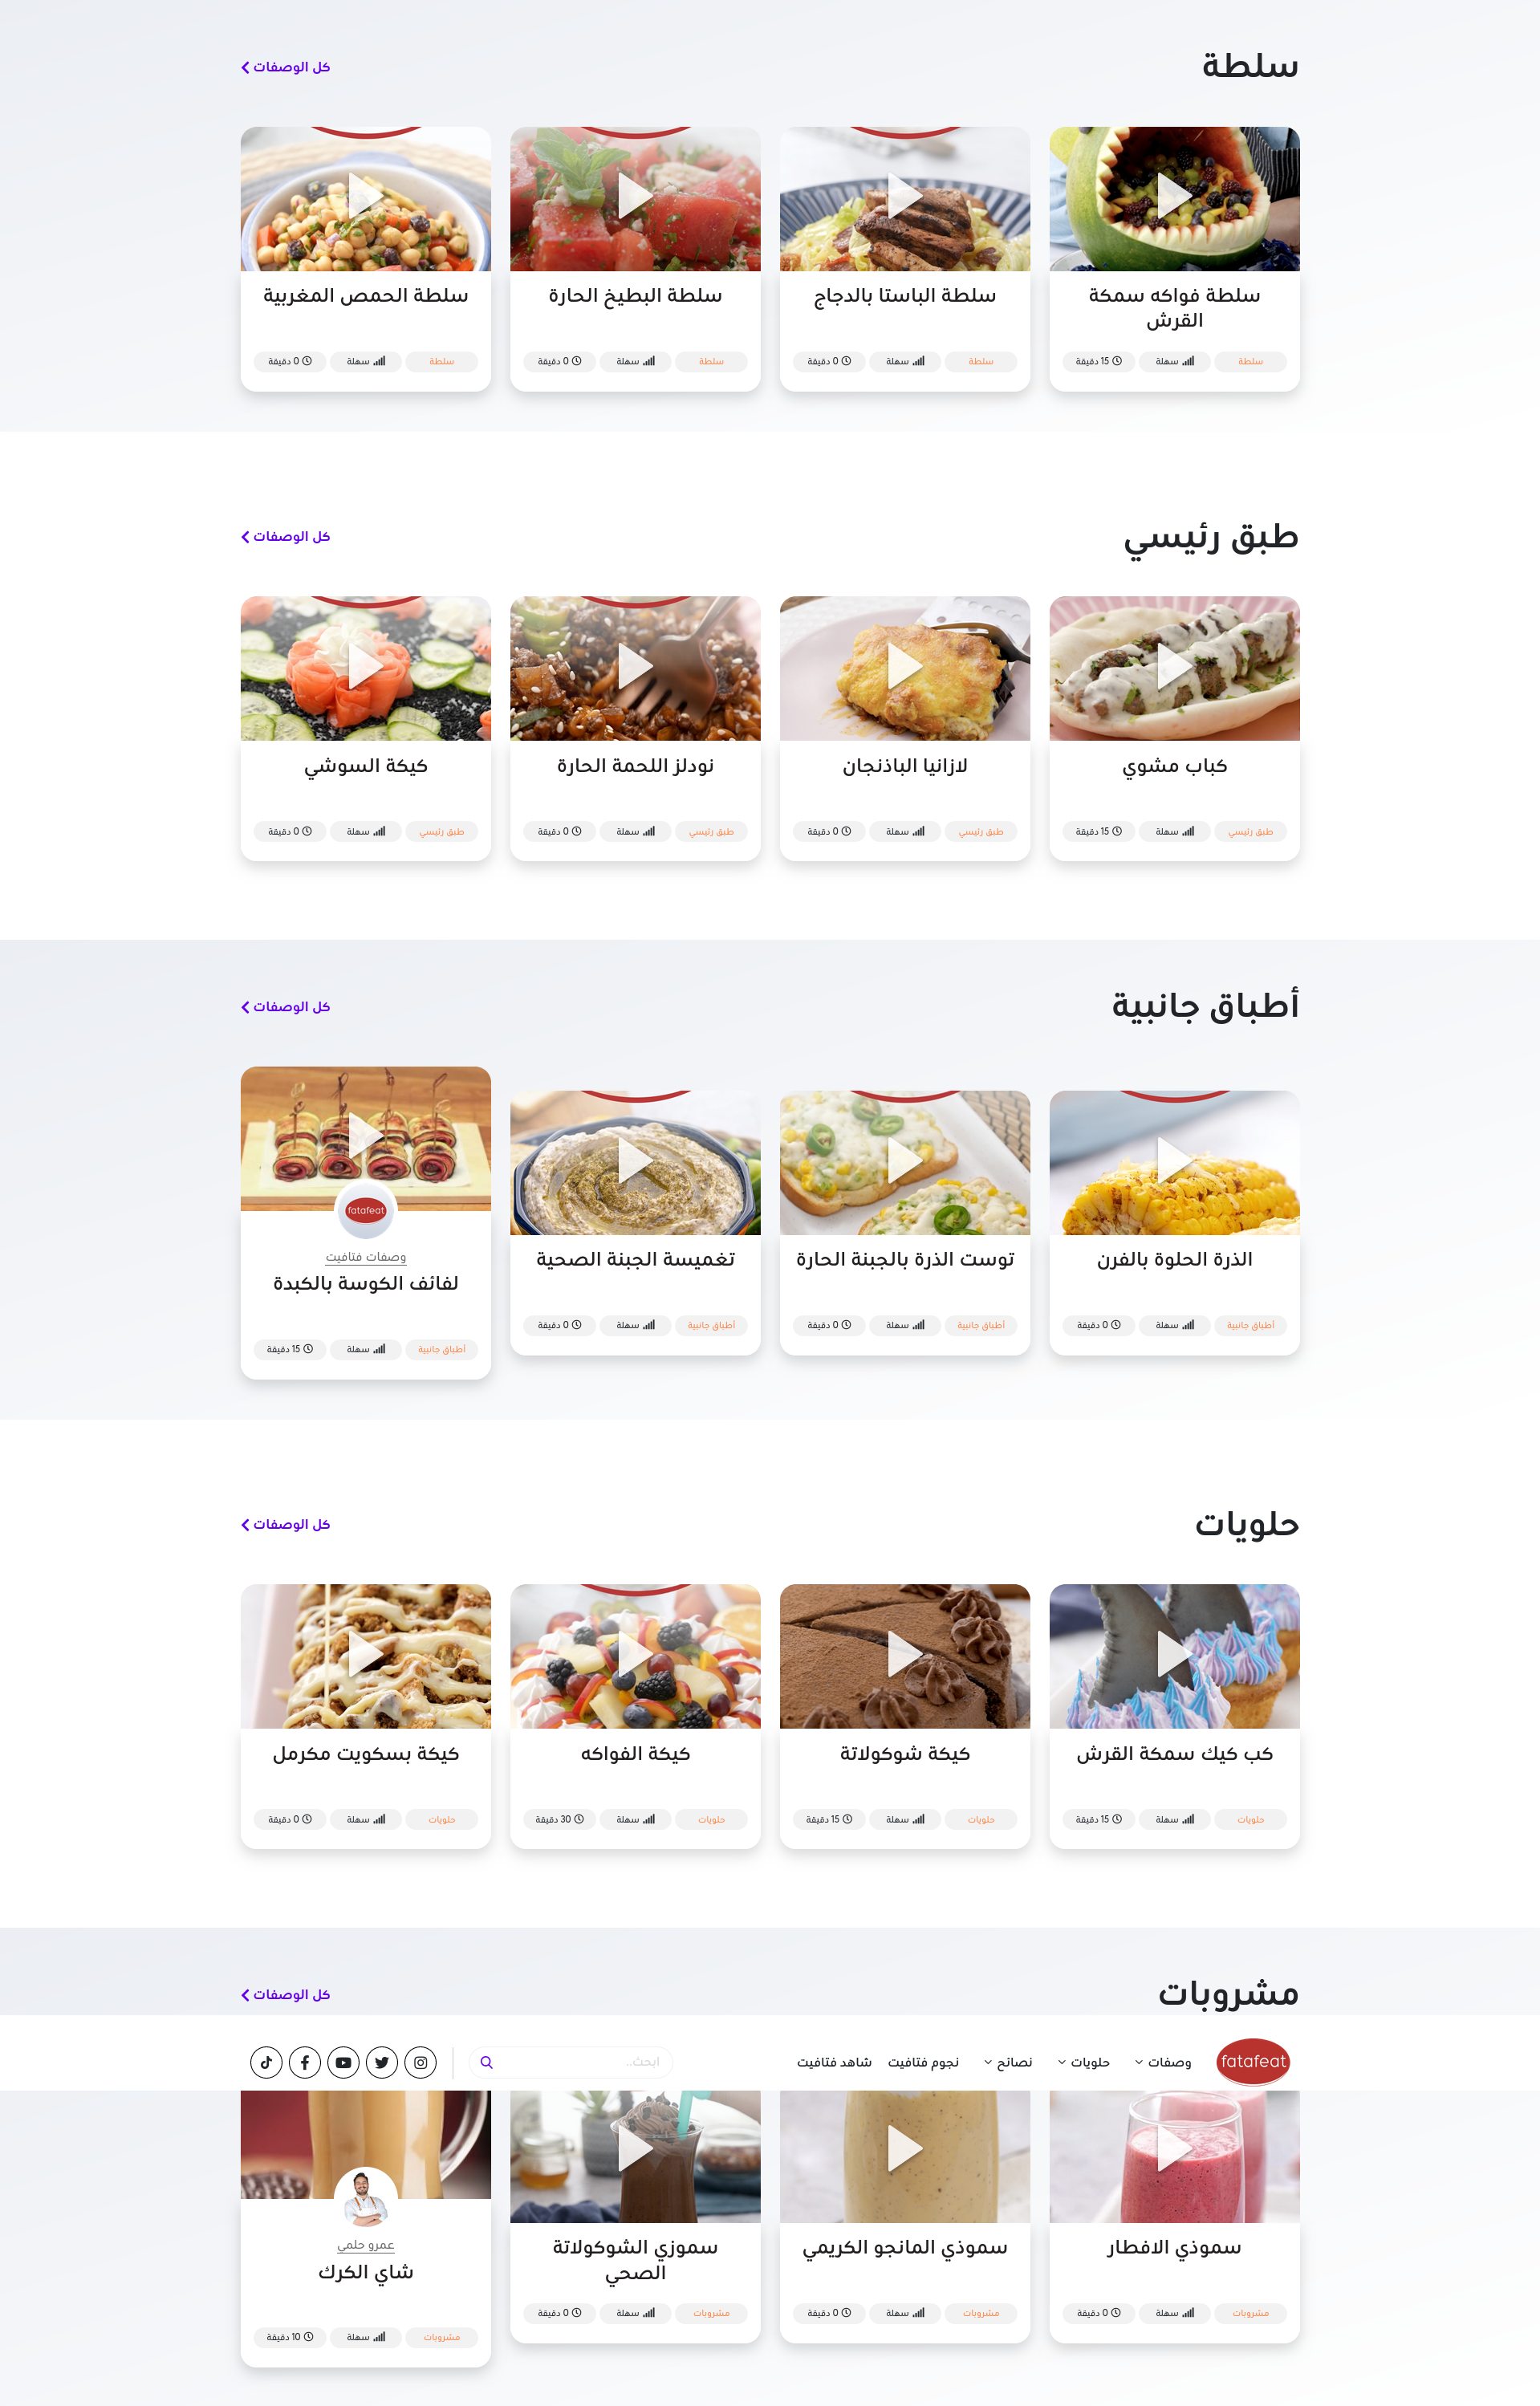 سلطة
كل الوصفات
سلطة فواكه سمكة
القرش
سلطة سهلة 15 دقيقة
سلطة الباستا بالدجاج
سلطة سهلة 0 دقيقة
سلطة البطيخ الحارة
سلطة سهلة 0 دقيقة
سلطة الحمص المغربية
سلطة سهلة 0 دقيقة
طبق رئيسي
كل الوصفات
كباب مشوي
طبق رئيسي سهلة 15 دقيقة
لازانيا الباذنجان
طبق رئيسي سهلة 0 دقيقة
نودلز اللحمة الحارة
طبق رئيسي سهلة 0 دقيقة
كيكة السوشي
طبق رئيسي سهلة 0 دقيقة
أطباق جانبية
كل الوصفات
الذرة الحلوة بالفرن
أطباق جانبية سهلة 0 دقيقة
توست الذرة بالجبنة الحارة
أطباق جانبية سهلة 0 دقيقة
تغميسة الجبنة الصحية
أطباق جانبية سهلة 0 دقيقة
fatafeat
وصفات فتافيت
لفائف الكوسة بالكبدة
أطباق جانبية سهلة 15 دقيقة
حلويات
كل الوصفات
كب كيك سمكة القرش
حلويات سهلة 15 دقيقة
كيكة شوكولاتة
حلويات سهلة 15 دقيقة
كيكة الفواكه
حلويات سهلة 30 دقيقة
كيكة بسكويت مكرمل
حلويات سهلة 0 دقيقة
مشروبات
كل الوصفات
fatafeat
وصفات حلويات نصائح نجوم فتافيت شاهد فتافيت
ابحث..
سموذي الافطار
مشروبات سهلة 0 دقيقة
سموذي المانجو الكريمي
مشروبات سهلة 0 دقيقة
سموزي الشوكولاتة
الصحي
مشروبات سهلة 0 دقيقة
عمرو حلمي
شاي الكرك
مشروبات سهلة 10 دقيقة